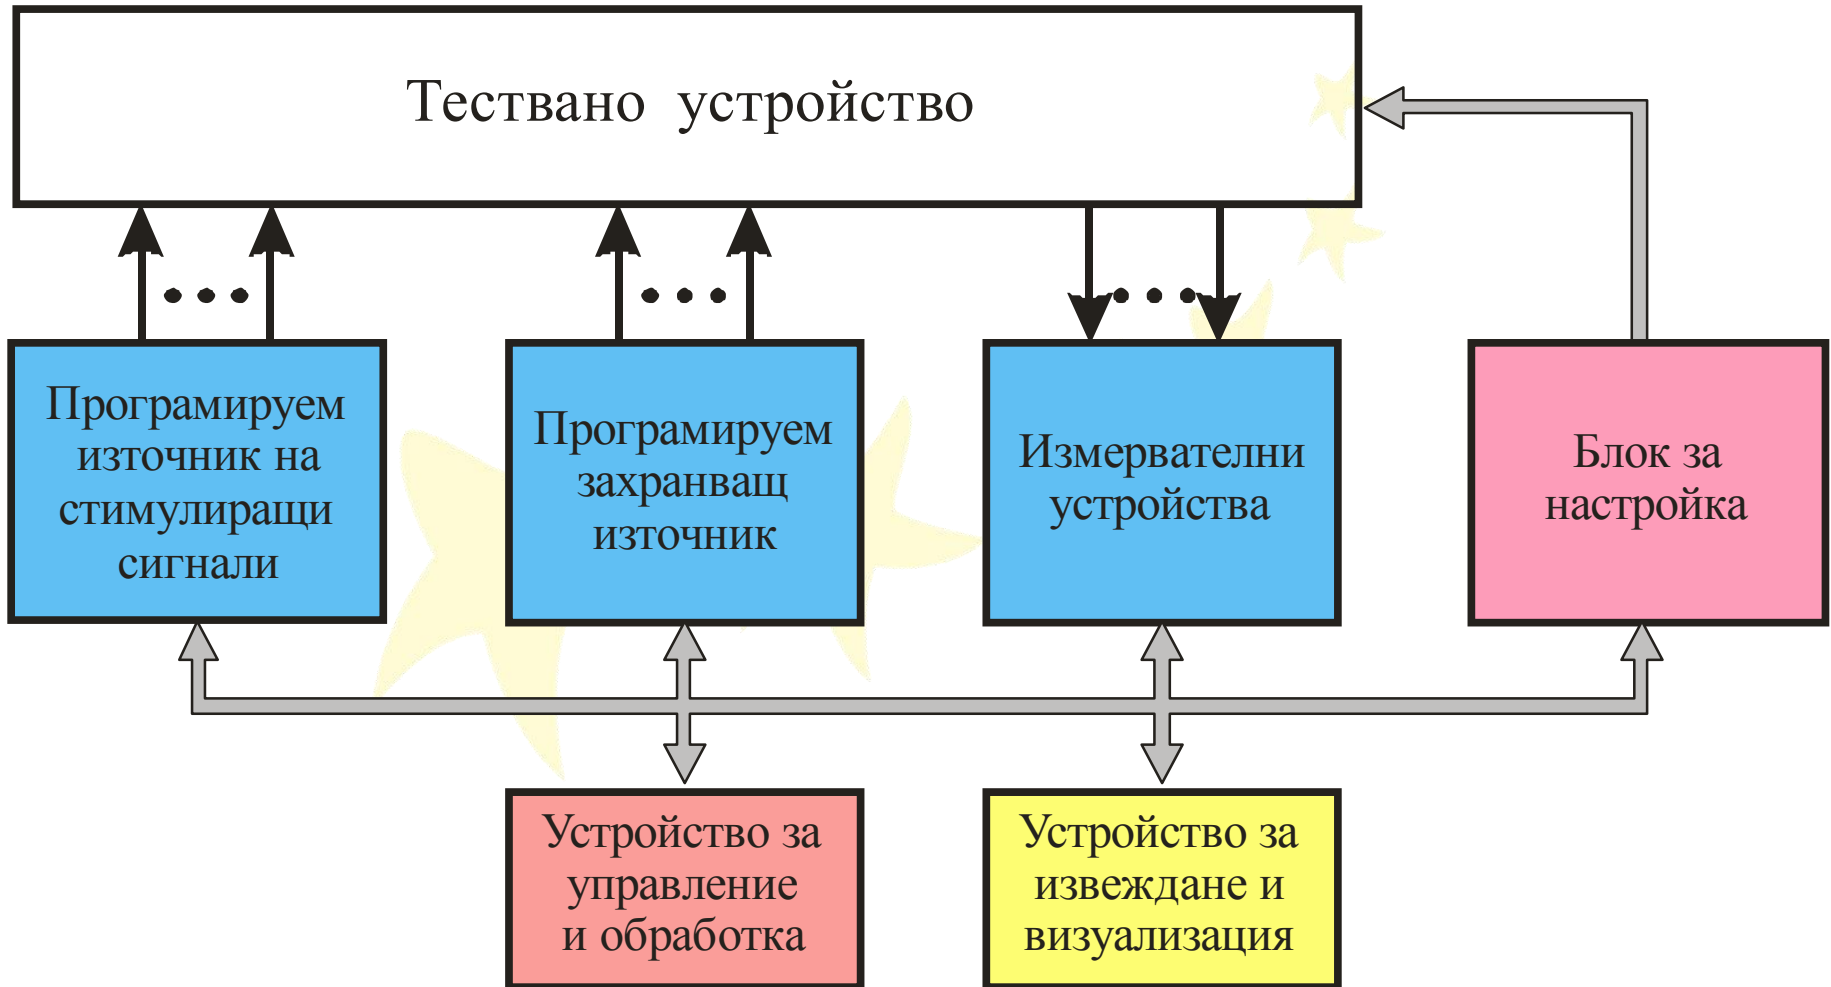 Тествано устройство
Програмируем
източник на
стимулиращи
сигнали
Програмируем
захранващ
източник
Измервателни
устройства
Блок за
настройка
Устройство за
управление
и обработка
Устройство за
извеждане и
визуализация